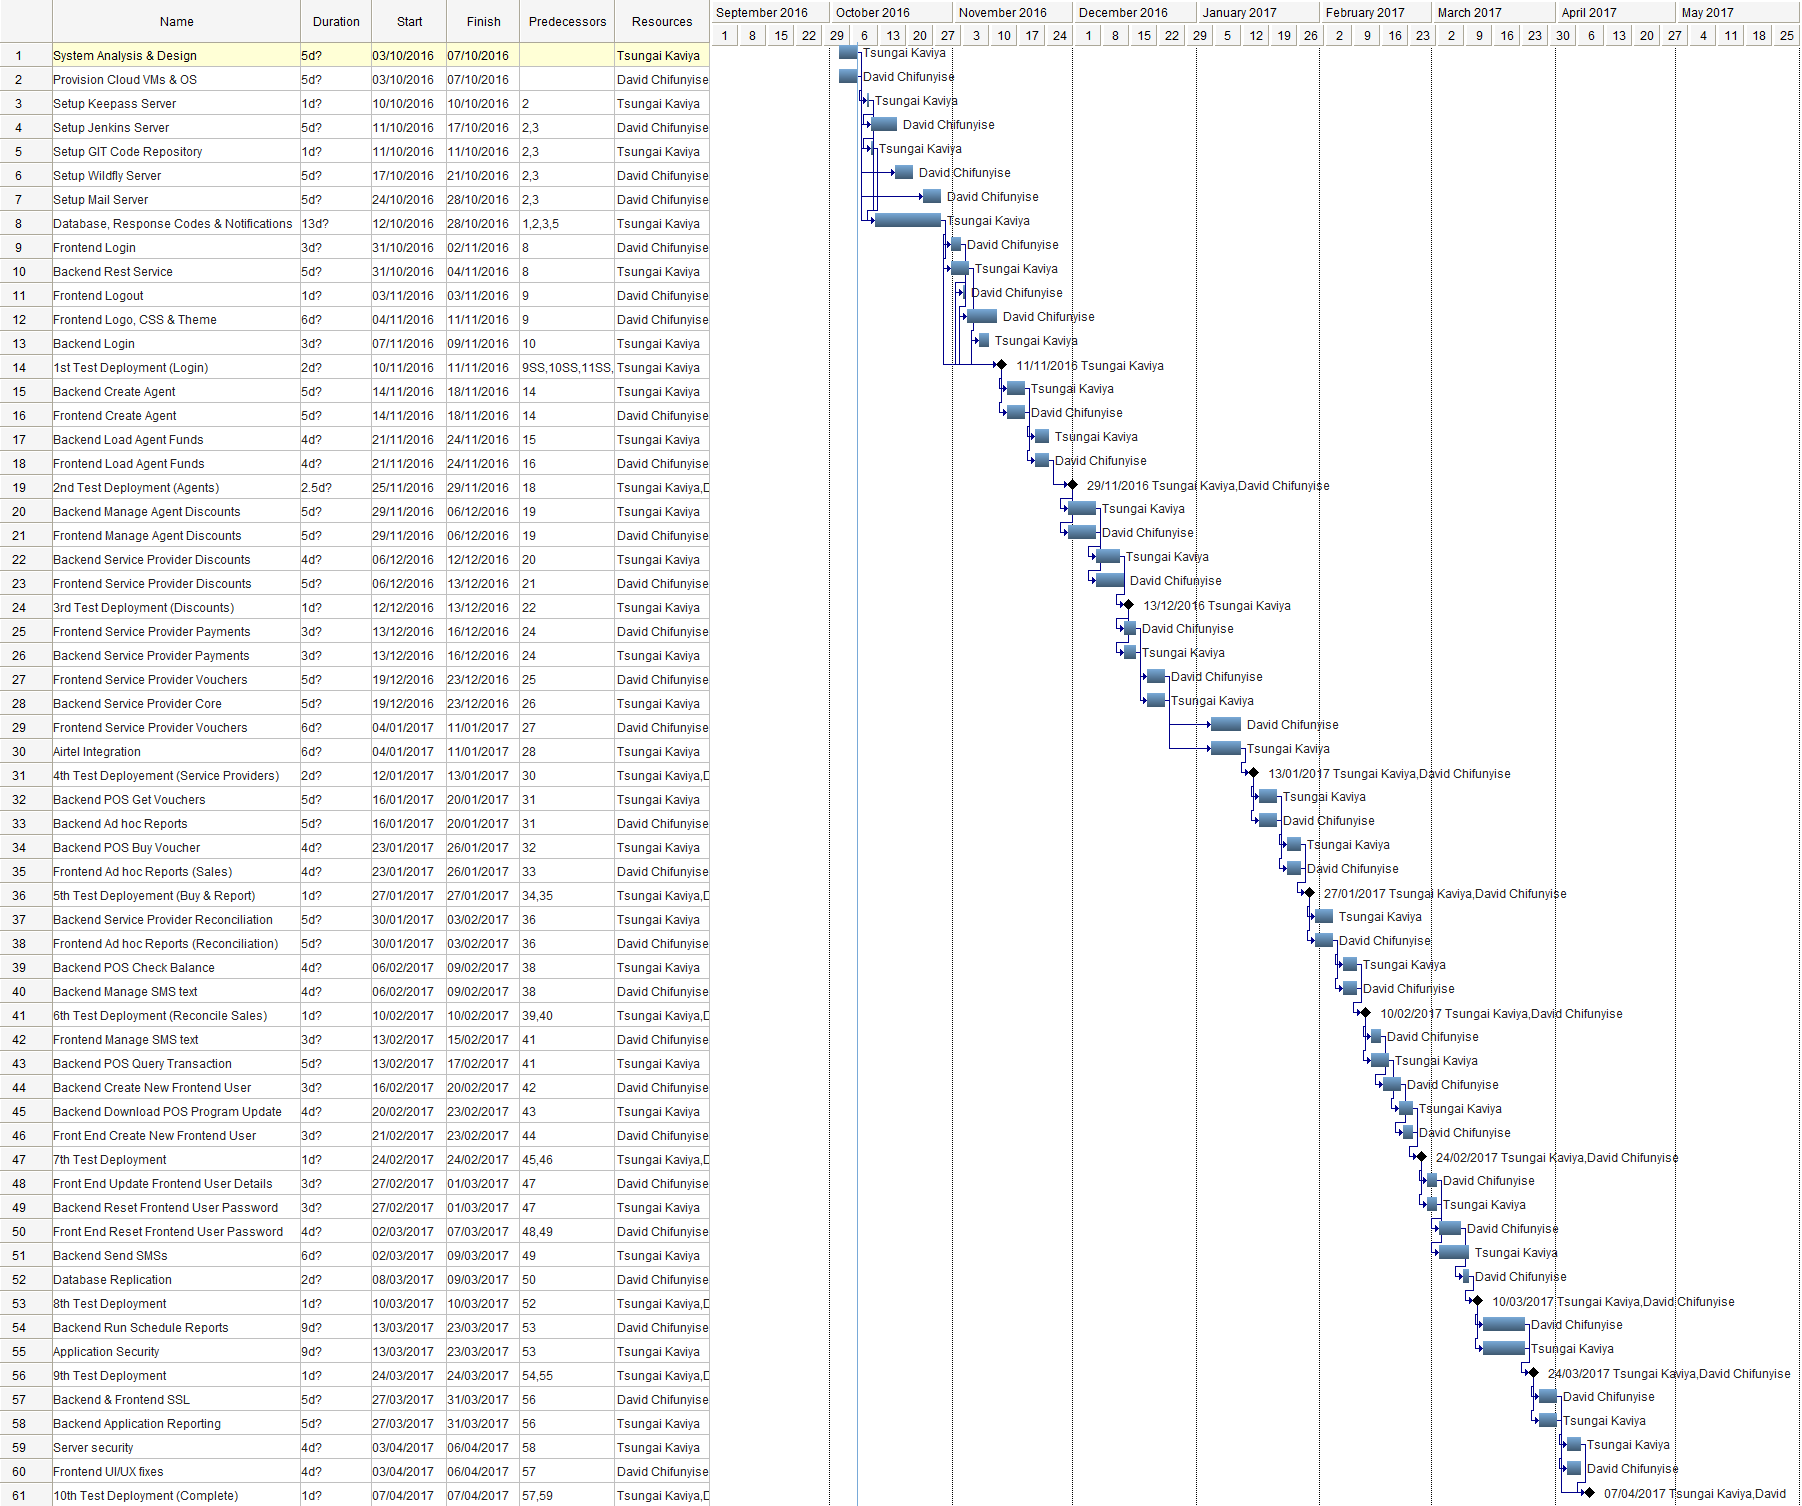 Name Duration Start Finish Predecessors Resources
September 2016 October 2016 November 2016 December 2016 January 2017 February 2017 March 2017 April 2017 May 2017
1 8 15 22 29 6 13 20 27 3 10 17 24 1 8 15 22 29 5 12 19 26 2 9 16 23 2 9 16 23 30 6 13 20 27 4 11 18 25
1 System Analysis & Design 5d? 03/10/2016 07/10/2016 Tsungai Kaviya Tsungai Kaviya
2 Provision Cloud VMs & OS 5d? 03/10/2016 07/10/2016 David Chifunyise David Chifunyise
3 Setup Keepass Server 1d? 10/10/2016 10/10/2016 2 Tsungai Kaviya Tsungai Kaviya
4 Setup Jenkins Server 5d? 11/10/2016 17/10/2016 2,3 David Chifunyise David Chifunyise
5 Setup GIT Code Repository 1d? 11/10/2016 11/10/2016 2,3 Tsungai Kaviya Tsungai Kaviya
6 Setup Wildfly Server 5d? 17/10/2016 21/10/2016 2,3 David Chifunyise David Chifunyise
7 Setup Mail Server 5d? 24/10/2016 28/10/2016 2,3 David Chifunyise David Chifunyise
8 Database, Response Codes & Notifications 13d? 12/10/2016 28/10/2016 1,2,3,5 Tsungai Kaviya Tsungai Kaviya
9 Frontend Login 3d? 31/10/2016 02/11/2016 8 David Chifunyise David Chifunyise
10 Backend Rest Service 5d? 31/10/2016 04/11/2016 8 Tsungai Kaviya Tsungai Kaviya
11 Frontend Logout 1d? 03/11/2016 03/11/2016 9 David Chifunyise David Chifunyise
12 Frontend Logo, CSS & Theme 6d? 04/11/2016 11/11/2016 9 David Chifunyise David Chifunyise
13 Backend Login 3d? 07/11/2016 09/11/2016 10 Tsungai Kaviya Tsungai Kaviya
14 1st Test Deployment (Login) 2d? 10/11/2016 11/11/2016 9SS,10SS,11SS, Tsungai Kaviya 11/11/2016 Tsungai Kaviya
15 Backend Create Agent 5d? 14/11/2016 18/11/2016 14 Tsungai Kaviya Tsungai Kaviya
16 Frontend Create Agent 5d? 14/11/2016 18/11/2016 14 David Chifunyise David Chifunyise
17 Backend Load Agent Funds 4d? 21/11/2016 24/11/2016 15 Tsungai Kaviya Tsungai Kaviya
18 Frontend Load Agent Funds 4d? 21/11/2016 24/11/2016 16 David Chifunyise David Chifunyise
19 2nd Test Deployment (Agents) 2.5d? 25/11/2016 29/11/2016 18 Tsungai Kaviya,D 29/11/2016 Tsungai Kaviya,David Chifunyise
20 Backend Manage Agent Discounts 5d? 29/11/2016 06/12/2016 19 Tsungai Kaviya Tsungai Kaviya
21 Frontend Manage Agent Discounts 5d? 29/11/2016 06/12/2016 19 David Chifunyise David Chifunyise
22 Backend Service Provider Discounts 4d? 06/12/2016 12/12/2016 20 Tsungai Kaviya Tsungai Kaviya
23 Frontend Service Provider Discounts 5d? 06/12/2016 13/12/2016 21 David Chifunyise David Chifunyise
24 3rd Test Deployment (Discounts) 1d? 12/12/2016 13/12/2016 22 Tsungai Kaviya 13/12/2016 Tsungai Kaviya
25 Frontend Service Provider Payments 3d? 13/12/2016 16/12/2016 24 David Chifunyise David Chifunyise
26 Backend Service Provider Payments 3d? 13/12/2016 16/12/2016 24 Tsungai Kaviya Tsungai Kaviya
27 Frontend Service Provider Vouchers 5d? 19/12/2016 23/12/2016 25 David Chifunyise David Chifunyise
28 Backend Service Provider Core 5d? 19/12/2016 23/12/2016 26 Tsungai Kaviya Tsungai Kaviya
29 Frontend Service Provider Vouchers 6d? 04/01/2017 11/01/2017 27 David Chifunyise David Chifunyise
30 Airtel Integration 6d? 04/01/2017 11/01/2017 28 Tsungai Kaviya Tsungai Kaviya
31 4th Test Deployement (Service Providers) 2d? 12/01/2017 13/01/2017 30 Tsungai Kaviya,D 13/01/2017 Tsungai Kaviya,David Chifunyise
32 Backend POS Get Vouchers 5d? 16/01/2017 20/01/2017 31 Tsungai Kaviya Tsungai Kaviya
33 Backend Ad hoc Reports 5d? 16/01/2017 20/01/2017 31 David Chifunyise David Chifunyise
34 Backend POS Buy Voucher 4d? 23/01/2017 26/01/2017 32 Tsungai Kaviya Tsungai Kaviya
35 Frontend Ad hoc Reports (Sales) 4d? 23/01/2017 26/01/2017 33 David Chifunyise David Chifunyise
36 5th Test Deployement (Buy & Report) 1d? 27/01/2017 27/01/2017 34,35 Tsungai Kaviya,D 27/01/2017 Tsungai Kaviya,David Chifunyise
37 Backend Service Provider Reconciliation 5d? 30/01/2017 03/02/2017 36 Tsungai Kaviya Tsungai Kaviya
38 Frontend Ad hoc Reports (Reconciliation) 5d? 30/01/2017 03/02/2017 36 David Chifunyise David Chifunyise
39 Backend POS Check Balance 4d? 06/02/2017 09/02/2017 38 Tsungai Kaviya Tsungai Kaviya
40 Backend Manage SMS text 4d? 06/02/2017 09/02/2017 38 David Chifunyise David Chifunyise
41 6th Test Deployment (Reconcile Sales) 1d? 10/02/2017 10/02/2017 39,40 Tsungai Kaviya,D 10/02/2017 Tsungai Kaviya,David Chifunyise
42 Frontend Manage SMS text 3d? 13/02/2017 15/02/2017 41 David Chifunyise David Chifunyise
43 Backend POS Query Transaction 5d? 13/02/2017 17/02/2017 41 Tsungai Kaviya Tsungai Kaviya
44 Backend Create New Frontend User 3d? 16/02/2017 20/02/2017 42 David Chifunyise David Chifunyise
45 Backend Download POS Program Update 4d? 20/02/2017 23/02/2017 43 Tsungai Kaviya Tsungai Kaviya
46 Front End Create New Frontend User 3d? 21/02/2017 23/02/2017 44 David Chifunyise David Chifunyise
47 7th Test Deployment 1d? 24/02/2017 24/02/2017 45,46 Tsungai Kaviya,D 24/02/2017 Tsungai Kaviya,David Chifunyise
48 Front End Update Frontend User Details 3d? 27/02/2017 01/03/2017 47 David Chifunyise David Chifunyise
49 Backend Reset Frontend User Password 3d? 27/02/2017 01/03/2017 47 Tsungai Kaviya Tsungai Kaviya
50 Front End Reset Frontend User Password 4d? 02/03/2017 07/03/2017 48,49 David Chifunyise David Chifunyise
51 Backend Send SMSs 6d? 02/03/2017 09/03/2017 49 Tsungai Kaviya Tsungai Kaviya
52 Database Replication 2d? 08/03/2017 09/03/2017 50 David Chifunyise David Chifunyise
53 8th Test Deployment 1d? 10/03/2017 10/03/2017 52 Tsungai Kaviya,D 10/03/2017 Tsungai Kaviya,David Chifunyise
54 Backend Run Schedule Reports 9d? 13/03/2017 23/03/2017 53 David Chifunyise David Chifunyise
55 Application Security 9d? 13/03/2017 23/03/2017 53 Tsungai Kaviya Tsungai Kaviya
56 9th Test Deployment 1d? 24/03/2017 24/03/2017 54,55 Tsungai Kaviya,D 24/03/2017 Tsungai Kaviya,David Chifunyise
57 Backend & Frontend SSL 5d? 27/03/2017 31/03/2017 56 David Chifunyise David Chifunyise
58 Backend Application Reporting 5d? 27/03/2017 31/03/2017 56 Tsungai Kaviya Tsungai Kaviya
59 Server security 4d? 03/04/2017 06/04/2017 58 Tsungai Kaviya Tsungai Kaviya
60 Frontend UI/UX fixes 4d? 03/04/2017 06/04/2017 57 David Chifunyise David Chifunyise
61 10th Test Deployment (Complete) 1d? 07/04/2017 07/04/2017 57,59 Tsungai Kaviya,D 07/04/2017 Tsungai Kaviya,David